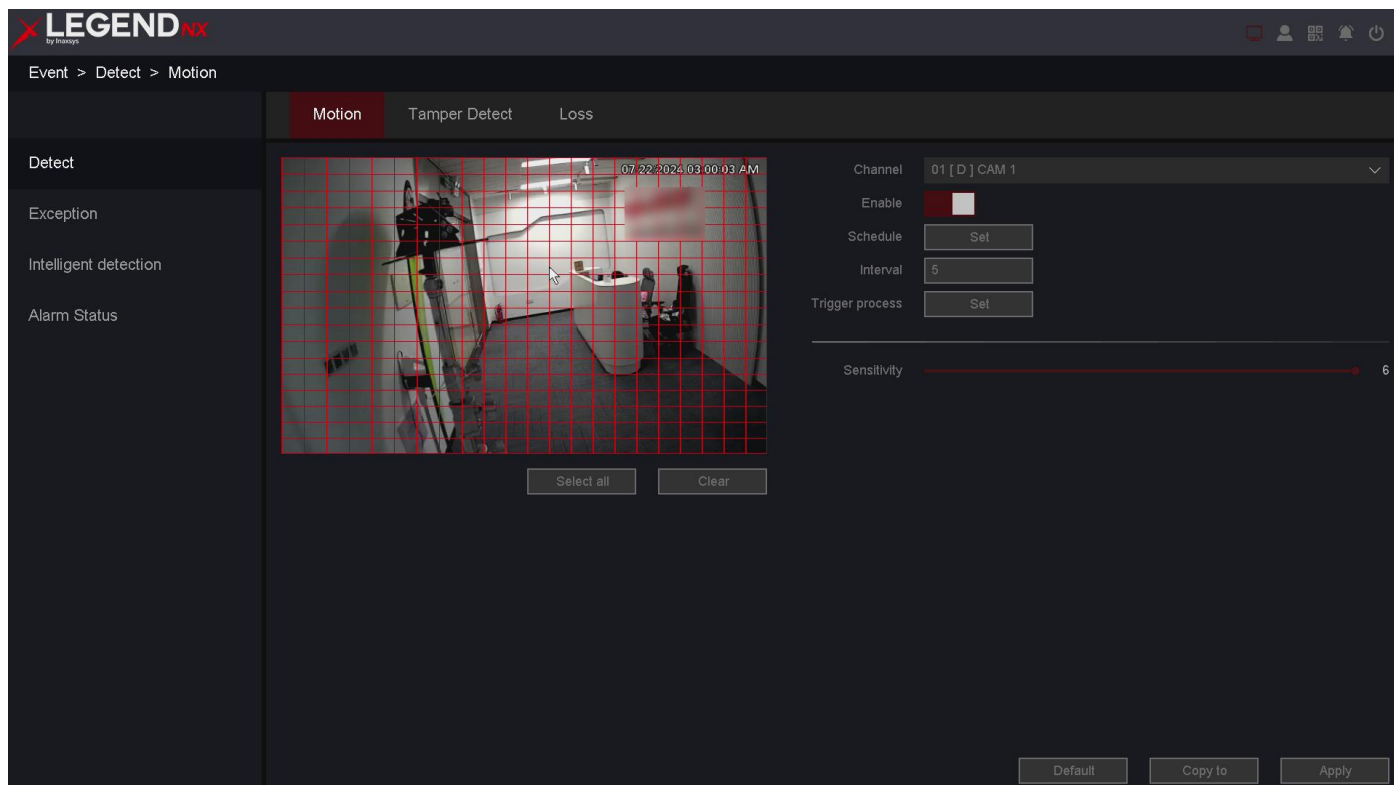 XLEGENDNX
by Inaxsys
Event > Detect > Motion
Motion Tamper Detect Loss
Detect
Exception
Intelligent detection
Alarm Status
07-22-2024 03:00:03 AM
Channel 01 [ D ] CAM 1
Enable
Schedule Set
Interval 5
Trigger process Set
Sensitivity 6
Select all Clear
Default Copy to Apply